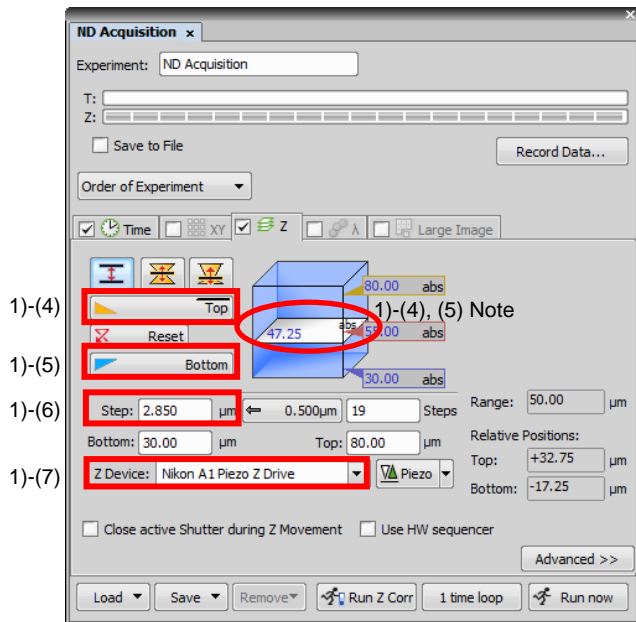 ND Acquisition x
Experiment: ND Acquisition
T:
Z:
Save to File
Record Data...
Order of Experiment
Time XY Z λ Large Image
80.00 abs
1)-(4) Top 1)-(4), (5) Note
47.25 abs 55.00 abs
Reset
1)-(5) Bottom
30.00 abs
1)-(6) Step: 2.850 µm 0.500µm 19 Steps Range: 50.00 µm
Bottom: 30.00 µm Top: 80.00 µm Relative Positions:
Top: +32.75 µm
1)-(7) Z Device: Nikon A1 Piezo Z Drive Piezo
Bottom: -17.25 µm
Close active Shutter during Z Movement Use HW sequencer
Advanced >>
Load Save Remove Run Z Corr 1 time loop Run now